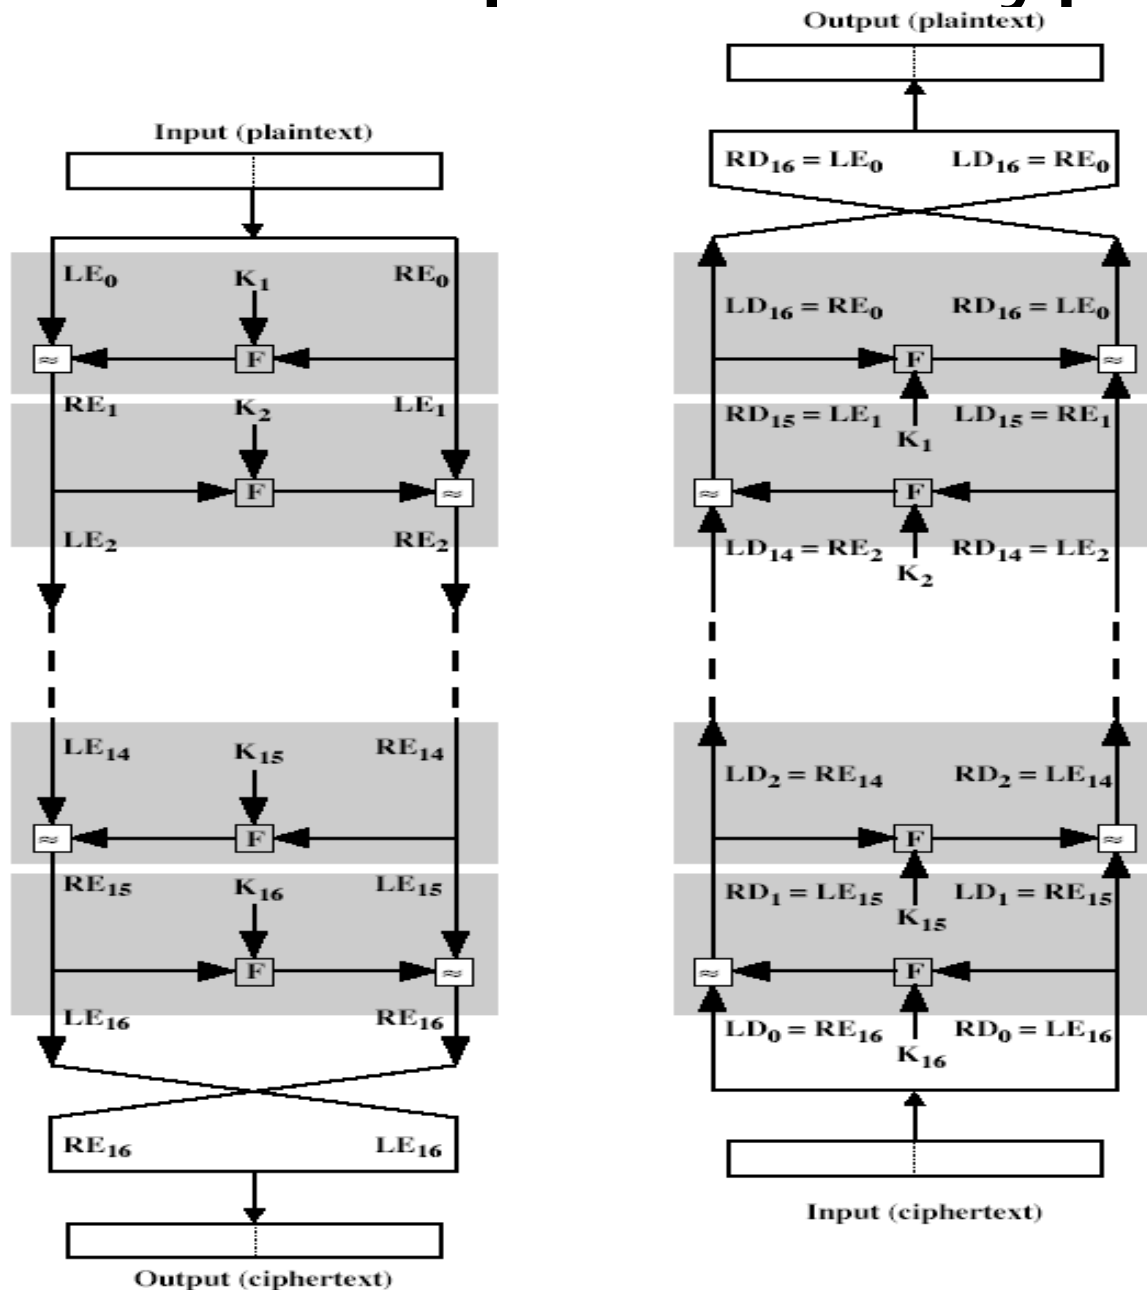 Input (plaintext)
LE0 K1 RE0
F
≈
RE1 K2 LE1
F
≈
LE2 RE2
LE14 K15 RE14
≈
F
RE15 K16 LE15
F
≈
LE16 RE16
RE16 LE16
Output (ciphertext)
Output (plaintext)
RD16 = LE0 LD16 = RE0
LD16 = RE0 RD16 = LE0
F
≈
RD15 = LE1 LD15 = RE1
K1
≈
F
LD14 = RE2 RD14 = LE2
K2
LD2 = RE14 RD2 = LE14
F
≈
RD1 = LE15 LD1 = RE15
K15
≈
F
LD0 = RE16 RD0 = LE16
K16
Input (ciphertext)